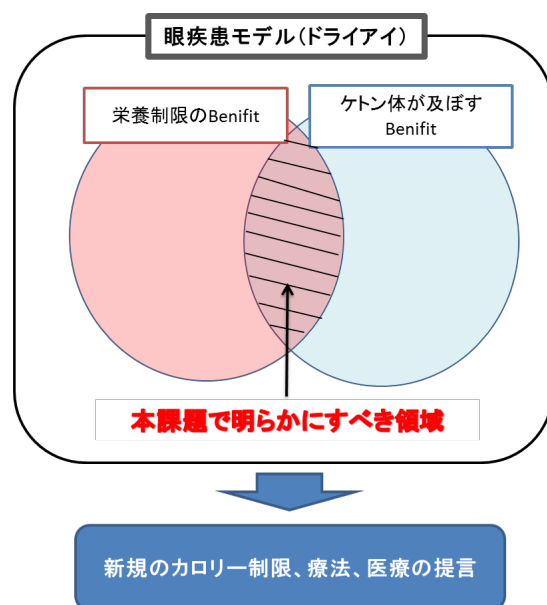 眼疾患モデル(ドライアイ)
栄養制限のBenifit
ケトン体が及ぼす
Benifit
本課題で明らかにすべき領域
新規のカロリー制限、療法、医療の提言